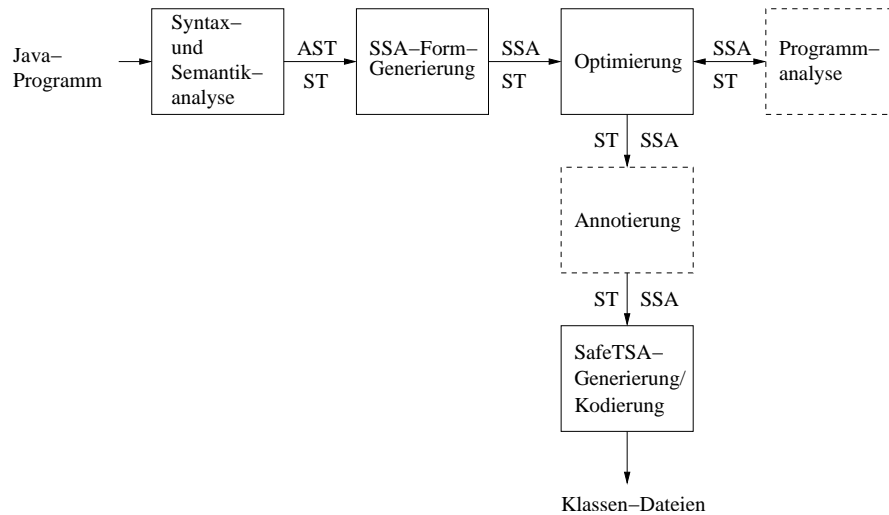 Java–
Programm
Syntax–
und
Semantik–
analyse
AST
ST
SSA–Form–
Generierung
SSA
ST
Optimierung
SSA
ST
Programm–
analyse
ST SSA
Annotierung
ST SSA
SafeTSA–
Generierung/
Kodierung
Klassen–Dateien